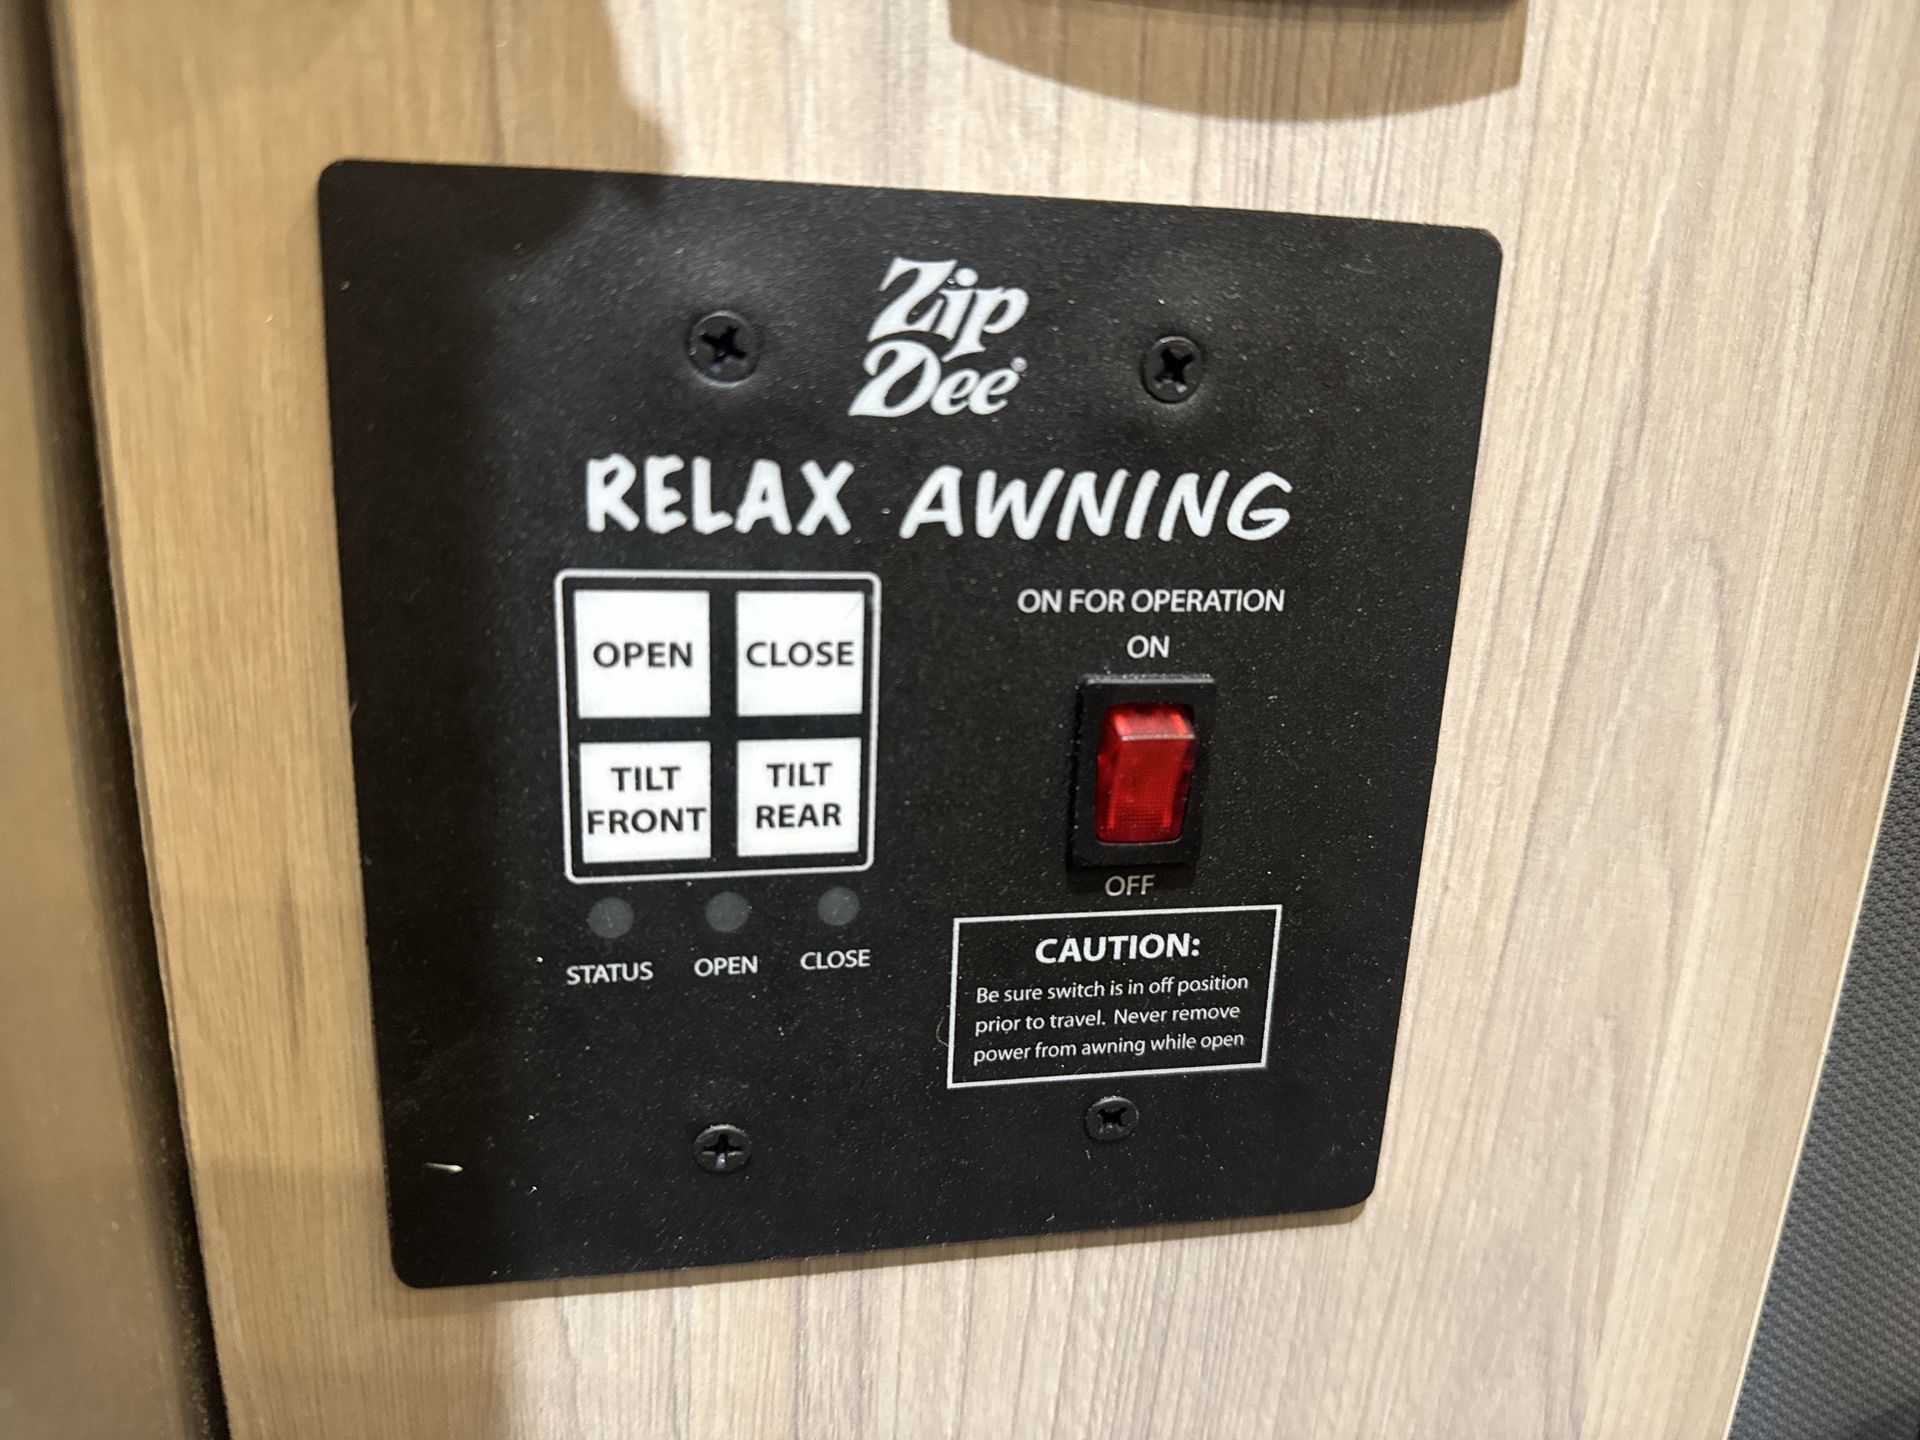 Zip
Dee®
RELAX AWNING
OPEN
CLOSE
TILT
FRONT
TILT
REAR
STATUS
OPEN
CLOSE
ON FOR OPERATION
ON
OFF
CAUTION:
Be sure switch is in off position
prior to travel. Never remove
power from awning while open